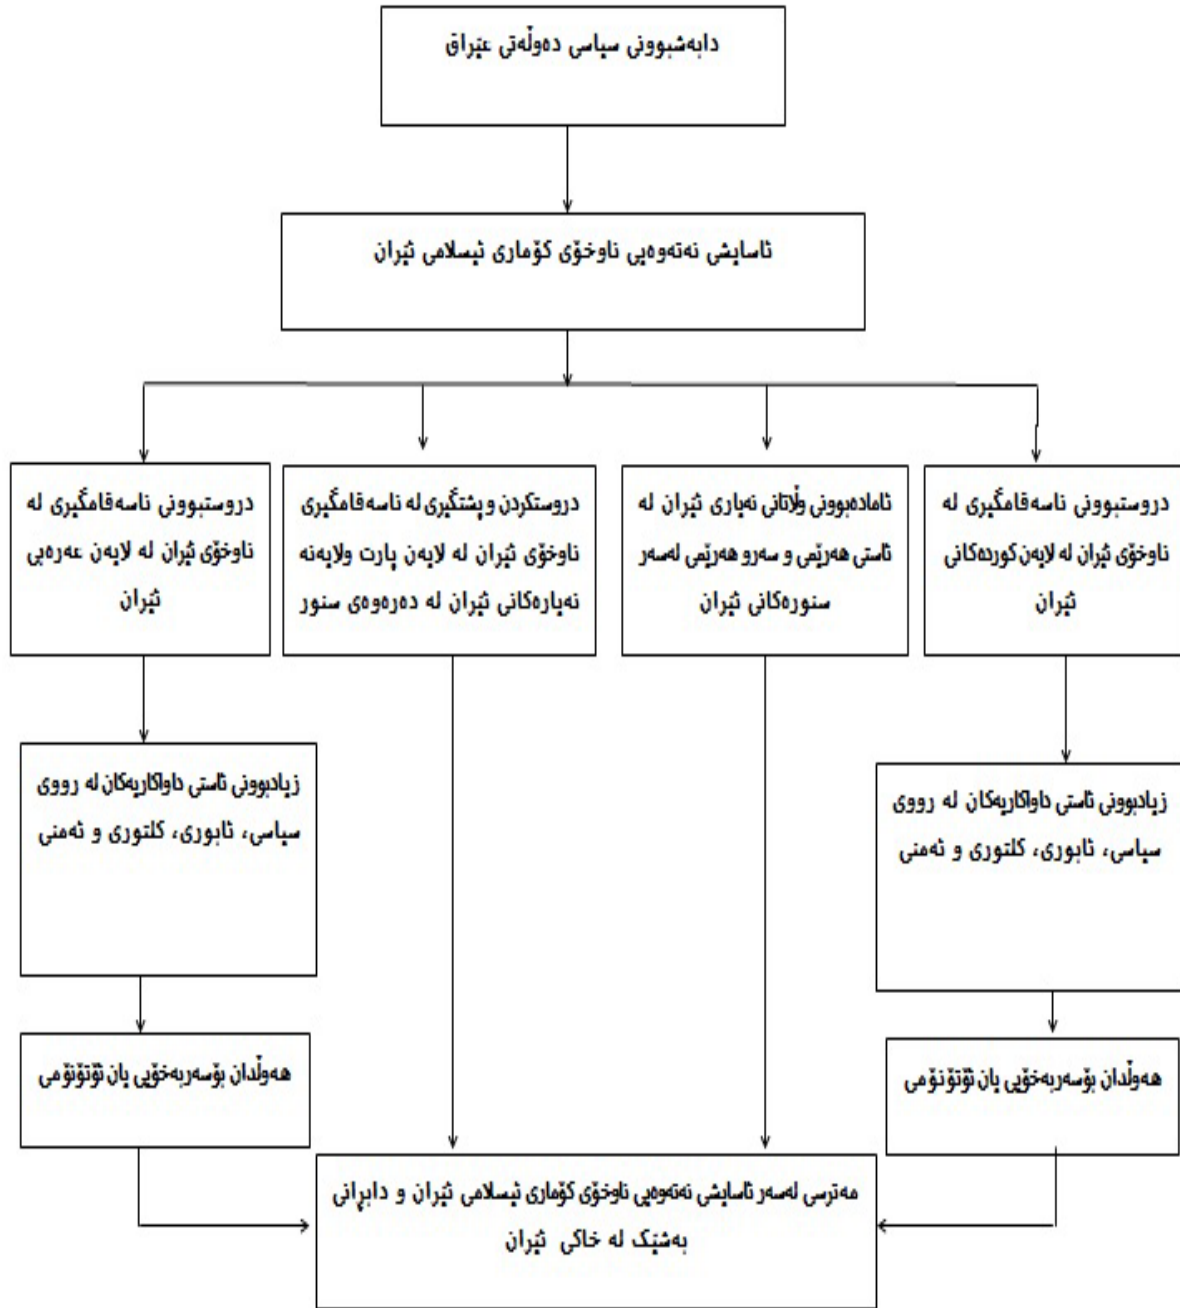 دابەشبوونی سیاسی دەوڵەتی عێراق
ئاسایشی نەتەوەیی ناوخۆی کۆماری ئیسلامی ئێران
دروستبوونی ناسەقامگیری لە
ناوخۆی ئێران لە لایەن کوردەکانی
ئێران
ئامادەبوونی وڵاتانی نەیاری ئێران لە
ئاستی هەرێمی و سەرو هەرێمی لەسەر
سنورەکانی ئێران
دروستکردن و پشتگیری لە ناسەقامگیری
ناوخۆی ئێران لە لایەن پارت ولایەنە
نەیارەکانی ئێران لە دەرەوەی سنور
دروستبوونی ناسەقامگیری لە
ناوخۆی ئێران لە لایەن عەرەبی
ئێران
زیادبوونی ئاستی داواکاریەکان لە رووی
سیاسی، ئابوری، کلتوری و ئەمنی
زیادبوونی ئاستی داواکاریەکان لە رووی
سیاسی، ئابوری، کلتوری و ئەمنی
هەوڵدان بۆسەربەخۆیی یان ئۆتۆنۆمی
هەوڵدان بۆسەربەخۆیی یان ئۆتۆنۆمی
مەترسی لەسەر ئاسایشی نەتەوەیی ناوخۆی کۆماری ئیسلامی ئێران و دابڕانی
بەشێک لە خاکی ئێران